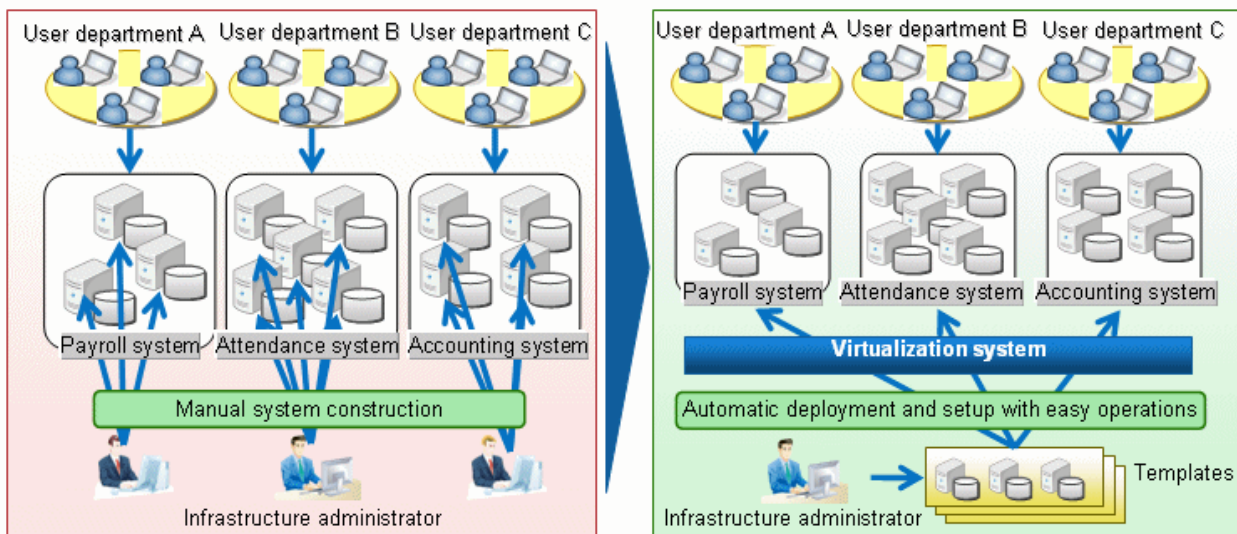 User department A
User department B
User department C
Payroll system
Attendance system
Accounting system
Manual system construction
Infrastructure administrator
User department A
User department B
User department C
Payroll system
Attendance system
Accounting system
Virtualization system
Automatic deployment and setup with easy operations
Templates
Infrastructure administrator